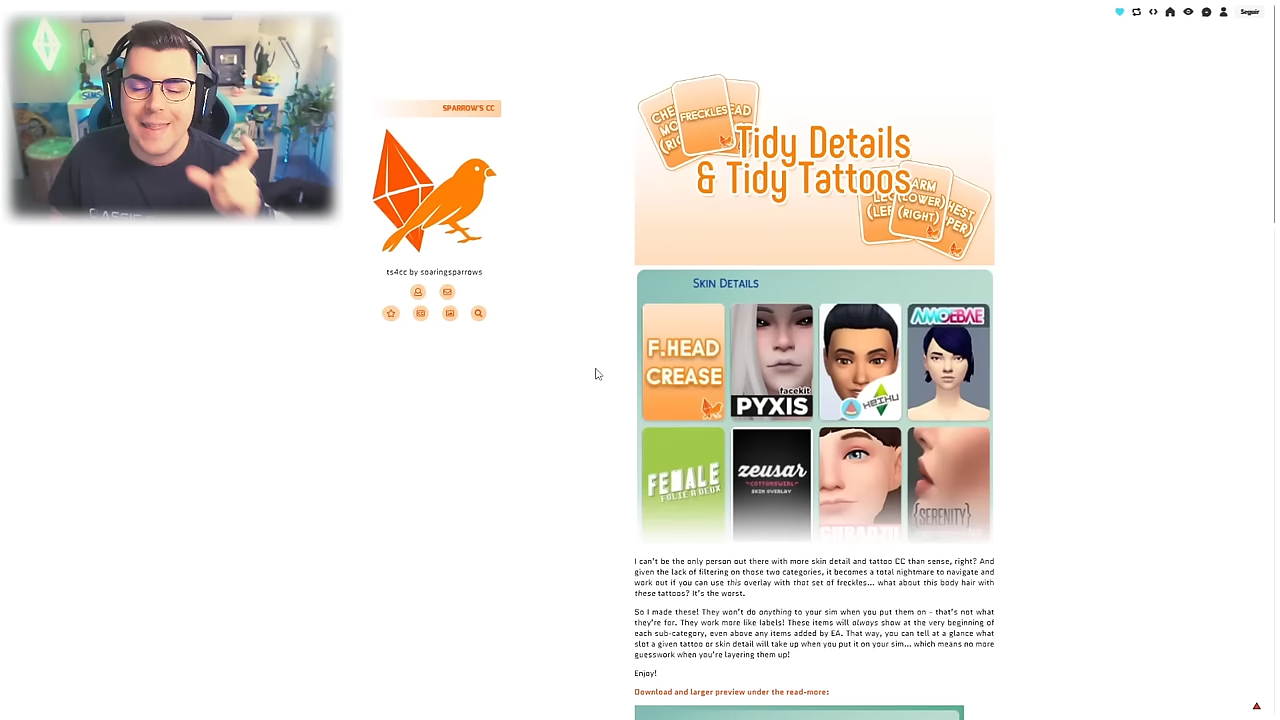 Seguir
SPARROW'S CC
ts4cc by soaringsparrows
FRECKLES
Tidy Details
& Tidy Tattoos
ARM
(LOWER)
(RIGHT)
SKIN DETAILS
F.HEAD
CREASE
facekit
PYXIS
HEIHU
AMOEBAE
FEMALE
FOLIE À DEUX
zeusar
~COTTONSWIRL~
SKIN OVERLAY
{SERENITY}
I can't be the only person out there with more skin detail and tattoo CC than sense, right? And
given the lack of filtering on those two categories, it becomes a total nightmare to navigate and
work out if you can use this overlay with that set of freckles... what about this body hair with
these tattoos? It's the worst.
So I made these! They won't do anything to your sim when you put them on - that's not what
they're for. They work more like labels! These items will always show at the very beginning of
each sub-category, even above any items added by EA. That way, you can tell at a glance what
slot a given tattoo or skin detail will take up when you put it on your sim... which means no more
guesswork when you're layering them up!
Enjoy!
Download and larger preview under the read-more: